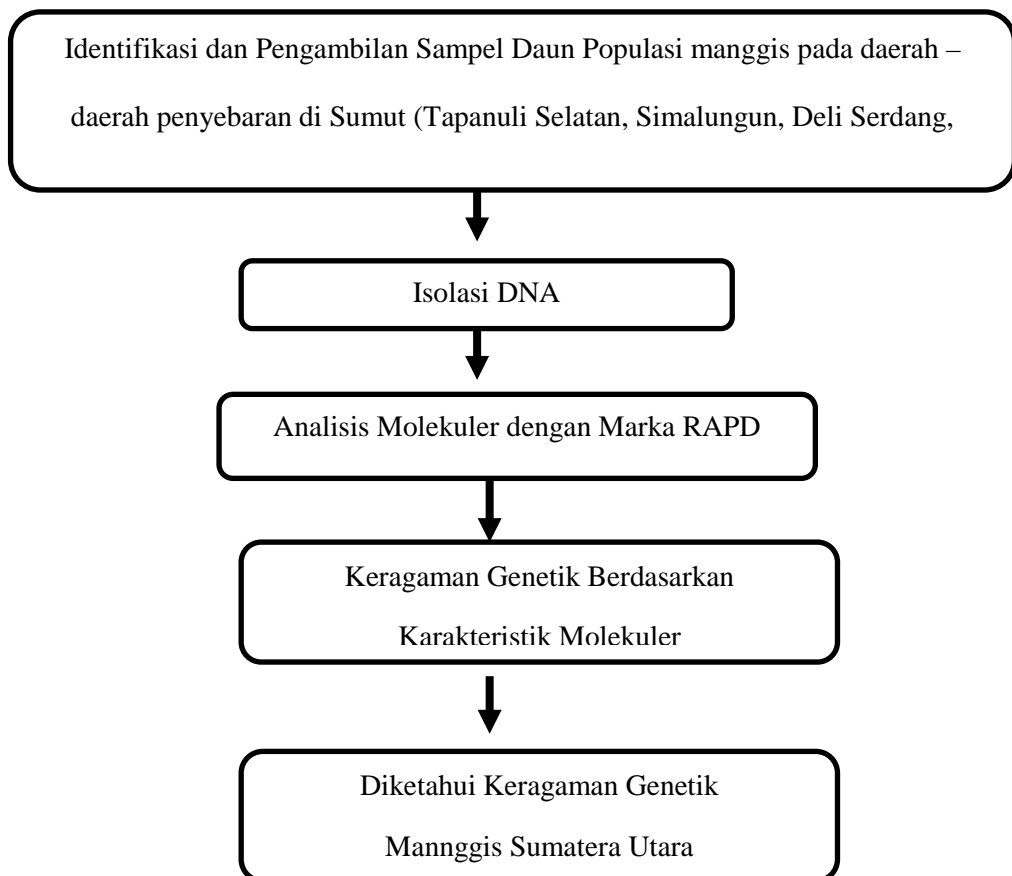 Identifikasi dan Pengambilan Sampel Daun Populasi manggis pada daerah –
daerah penyebaran di Sumut (Tapanuli Selatan, Simalungun, Deli Serdang,
Isolasi DNA
Analisis Molekuler dengan Marka RAPD
Keragaman Genetik Berdasarkan
Karakteristik Molekuler
Diketahui Keragaman Genetik
Mannggis Sumatera Utara